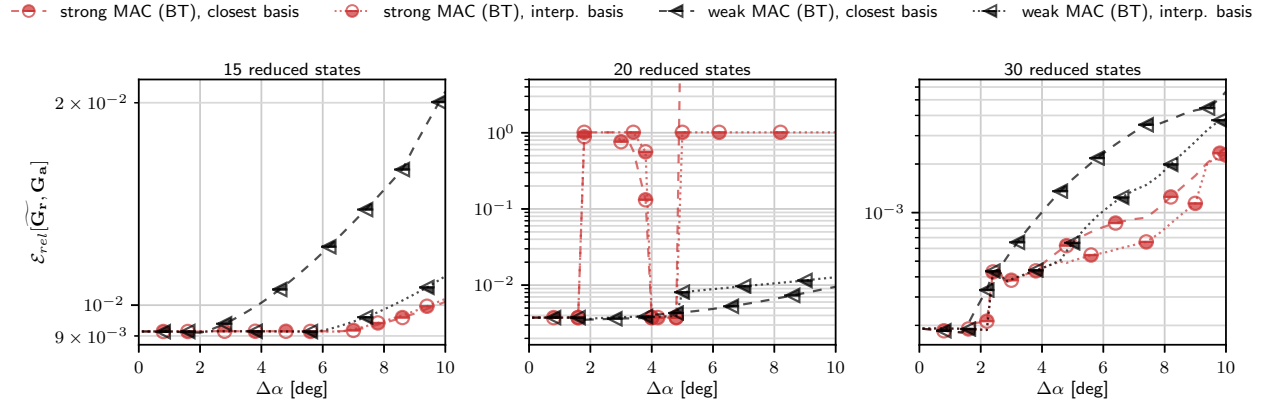 strong MAC (BT), closest basis strong MAC (BT), interp. basis weak MAC (BT), closest basis weak MAC (BT), interp. basis
15 reduced states 20 reduced states 30 reduced states
ℰ_rel[G̃_r, G_a]
2 × 10⁻²
10⁻²
9 × 10⁻³
10⁰
10⁻¹
10⁻²
10⁻³
0 2 4 6 8 10 0 2 4 6 8 10 0 2 4 6 8 10
Δα [deg] Δα [deg] Δα [deg]